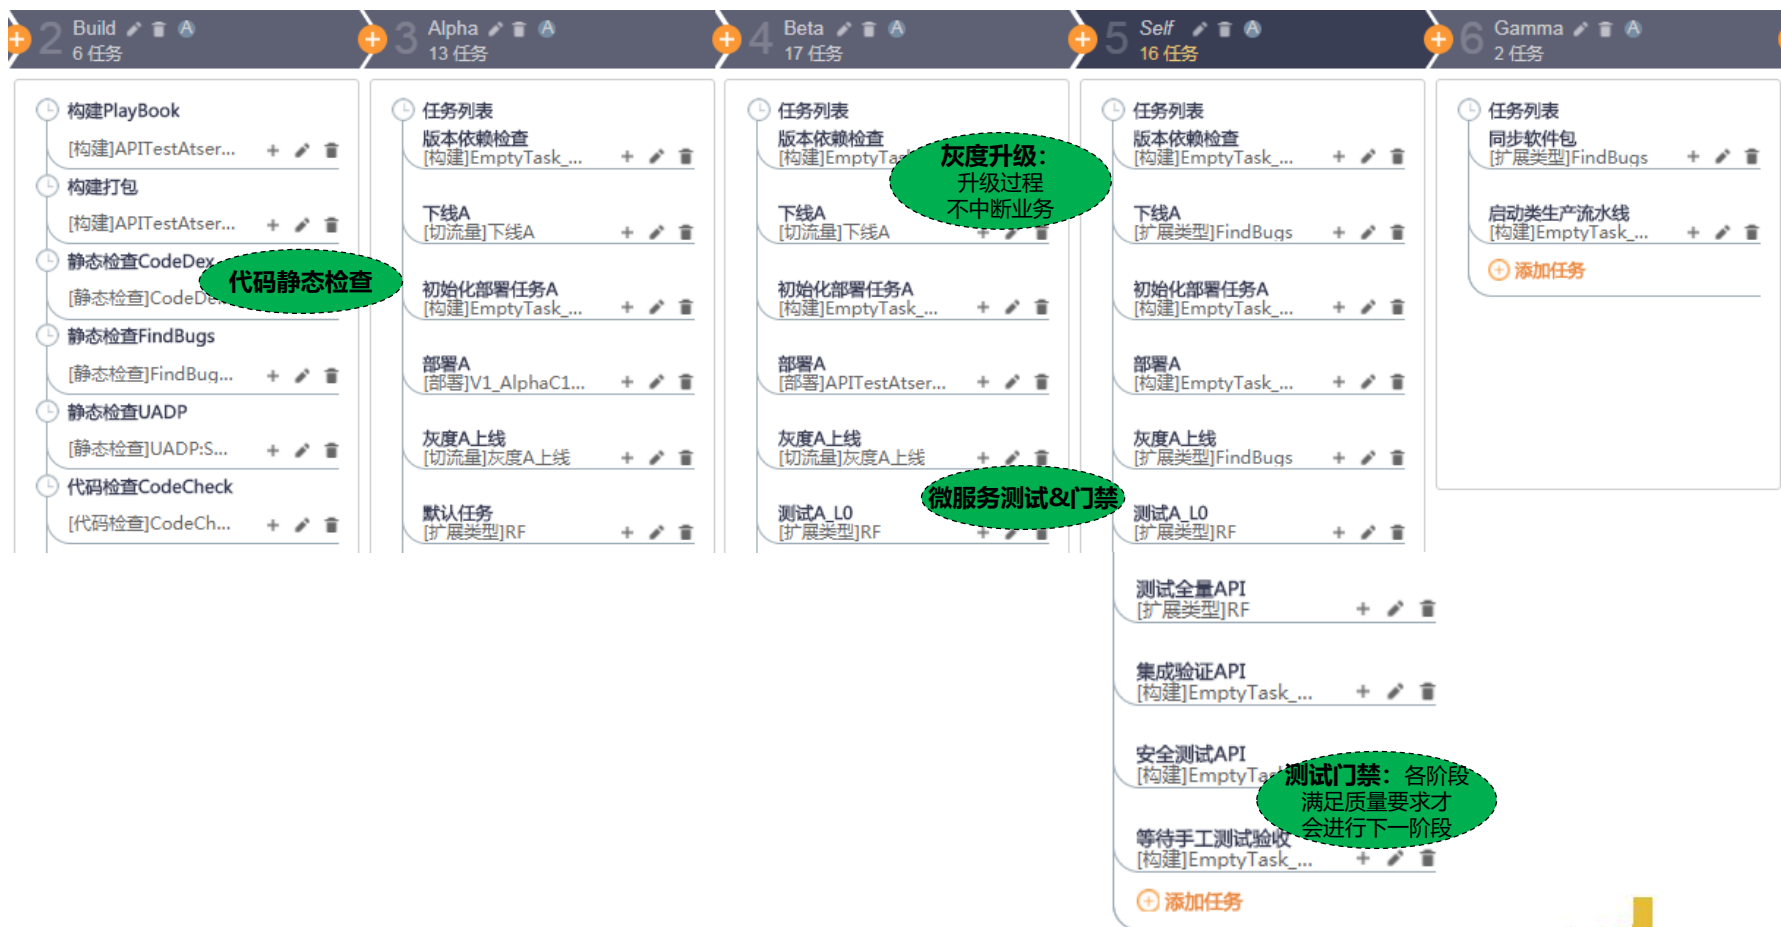 2 Build A
6 任务
3 Alpha A
13 任务
4 Beta A
17 任务
5 Self A
16 任务
6 Gamma A
2 任务
构建PlayBook
[构建]APITestAtser...
构建打包
[构建]APITestAtser...
静态检查CodeDex
[静态检查]CodeDe
代码静态检查
静态检查FindBugs
[静态检查]FindBug...
静态检查UADP
[静态检查]UADP:S...
代码检查CodeCheck
[代码检查]CodeCh...
任务列表
版本依赖检查
[构建]EmptyTask_...
下线A
[切流量]下线A
初始化部署任务A
[构建]EmptyTask_...
部署A
[部署]V1_AlphaC1...
灰度A上线
[切流量]灰度A上线
默认任务
[扩展类型]RF
任务列表
版本依赖检查
[构建]EmptyTas
灰度升级：
升级过程
不中断业务
下线A
[切流量]下线A
初始化部署任务A
[构建]EmptyTask_...
部署A
[部署]APITestAtser...
灰度A上线
[切流量]灰度A上线
微服务测试&门禁
测试A_L0
[扩展类型]RF
任务列表
版本依赖检查
[构建]EmptyTask_...
下线A
[扩展类型]FindBugs
初始化部署任务A
[构建]EmptyTask_...
部署A
[构建]EmptyTask_...
灰度A上线
[扩展类型]FindBugs
测试A_L0
[扩展类型]RF
测试全量API
[扩展类型]RF
集成验证API
[构建]EmptyTask_...
安全测试API
[构建]EmptyTas
测试门禁：各阶段
满足质量要求才
会进行下一阶段
等待手工测试验收
[构建]EmptyTask_...
添加任务
任务列表
同步软件包
[扩展类型]FindBugs
启动类生产流水线
[构建]EmptyTask_...
添加任务